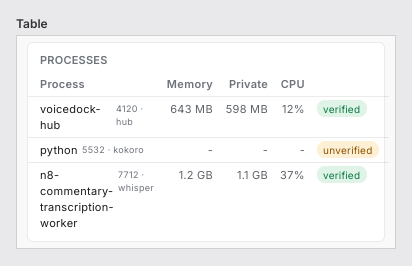 Table
PROCESSES
Process Memory Private CPU
voicedock-hub 4120 · hub 643 MB 598 MB 12% verified
python 5532 · kokoro - - - unverified
n8-commentary-transcription-worker 7712 · whisper 1.2 GB 1.1 GB 37% verified